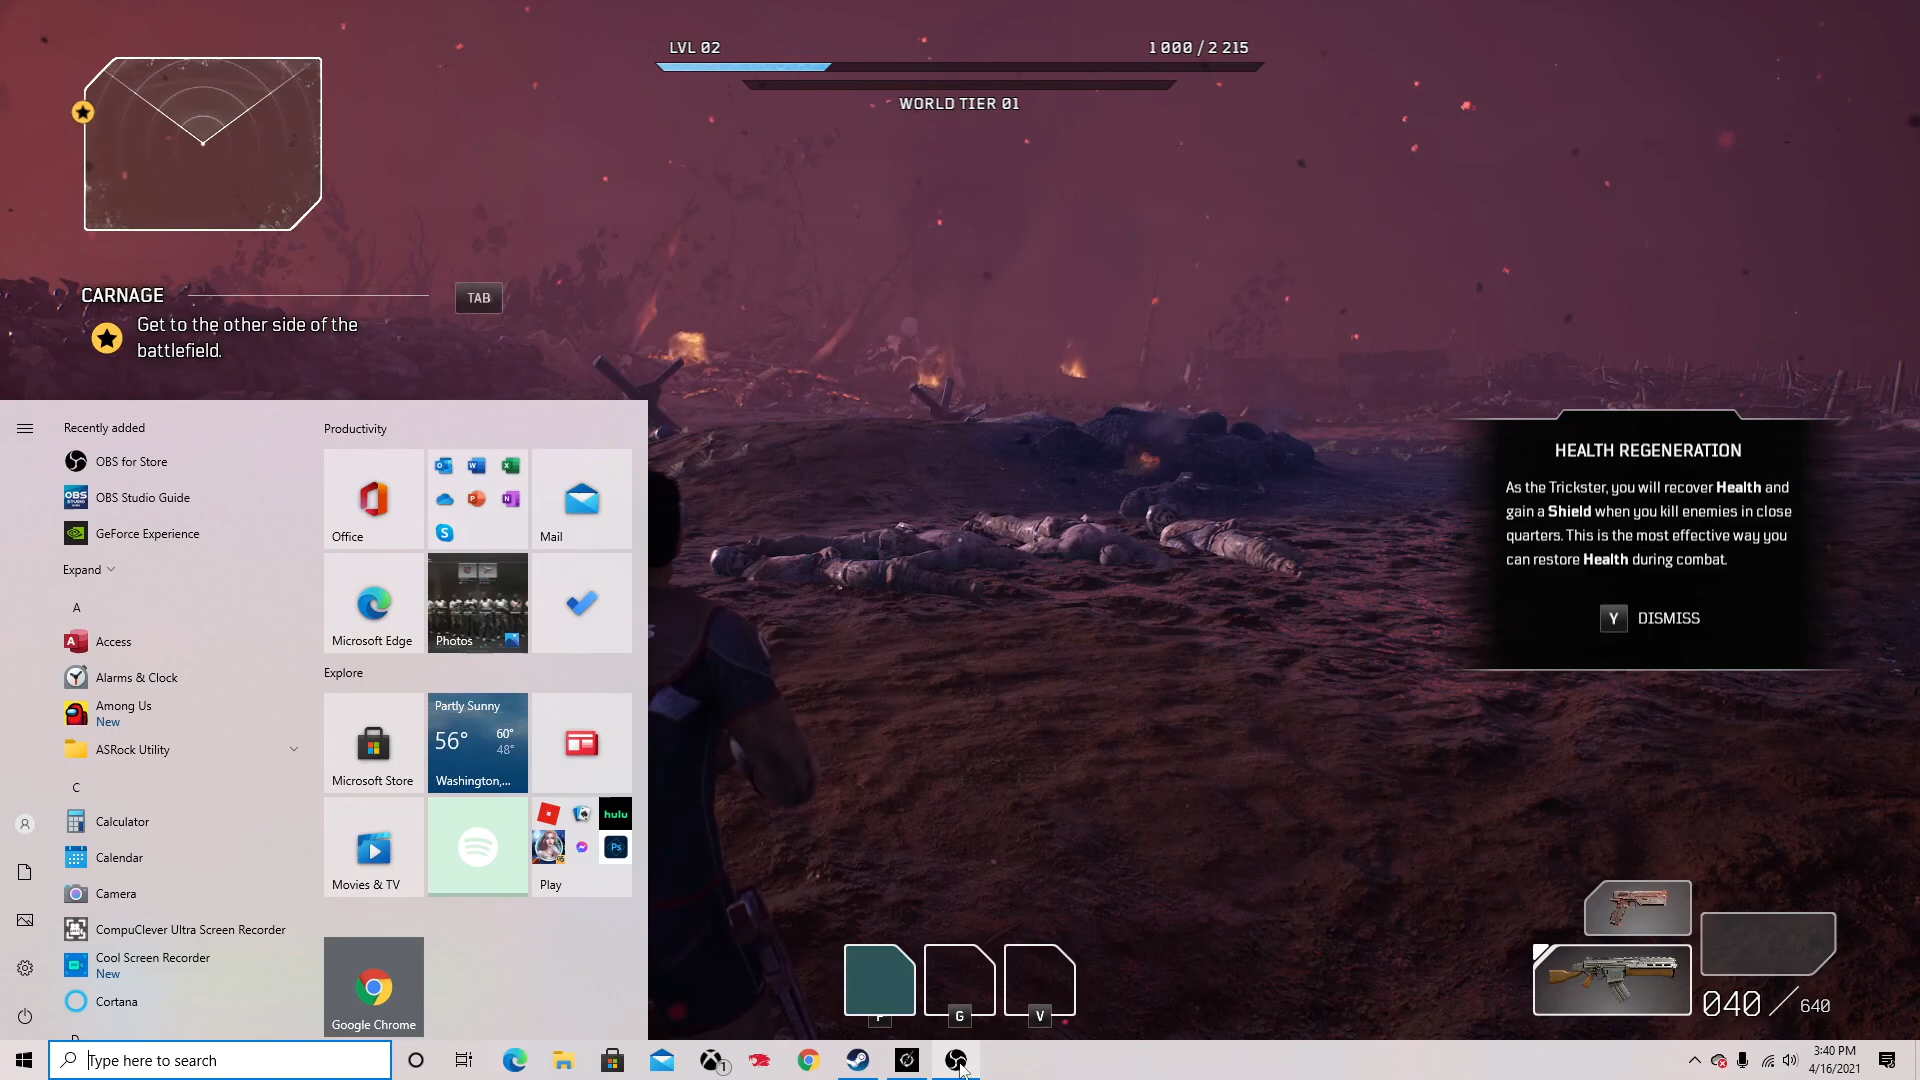 LVL 02
1 000 / 2 215
WORLD TIER 01
CARNAGE
TAB
Get to the other side of the
battlefield.
HEALTH REGENERATION
As the Trickster, you will recover Health and
gain a Shield when you kill enemies in close
quarters. This is the most effective way you
can restore Health during combat.
Y DISMISS
Recently added
OBS for Store
OBS STUDIO
OBS Studio Guide
GeForce Experience
Expand
A
Access
Alarms & Clock
Among Us
New
ASRock Utility
C
Calculator
Calendar
Camera
CompuClever Ultra Screen Recorder
Cool Screen Recorder
New
Cortana
Productivity
Office
Mail
Microsoft Edge
Photos
Explore
Microsoft Store
Partly Sunny
56° 60°
48°
Washington,...
Movies & TV
hulu
Ps
Play
Google Chrome
G
V
040 / 640
Type here to search
1
3:40 PM
4/16/2021